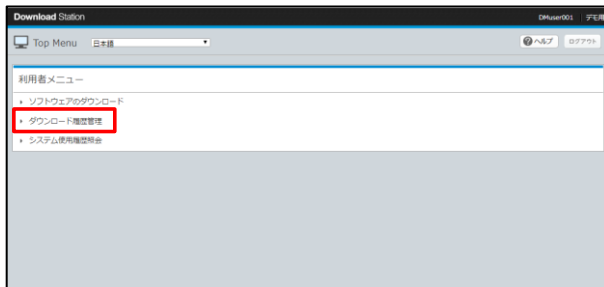 Download Station
DMuser001 デモ用
Top Menu 日本語
ヘルプ ログアウト
利用者メニュー
ソフトウェアのダウンロード
ダウンロード履歴管理
システム使用履歴照会